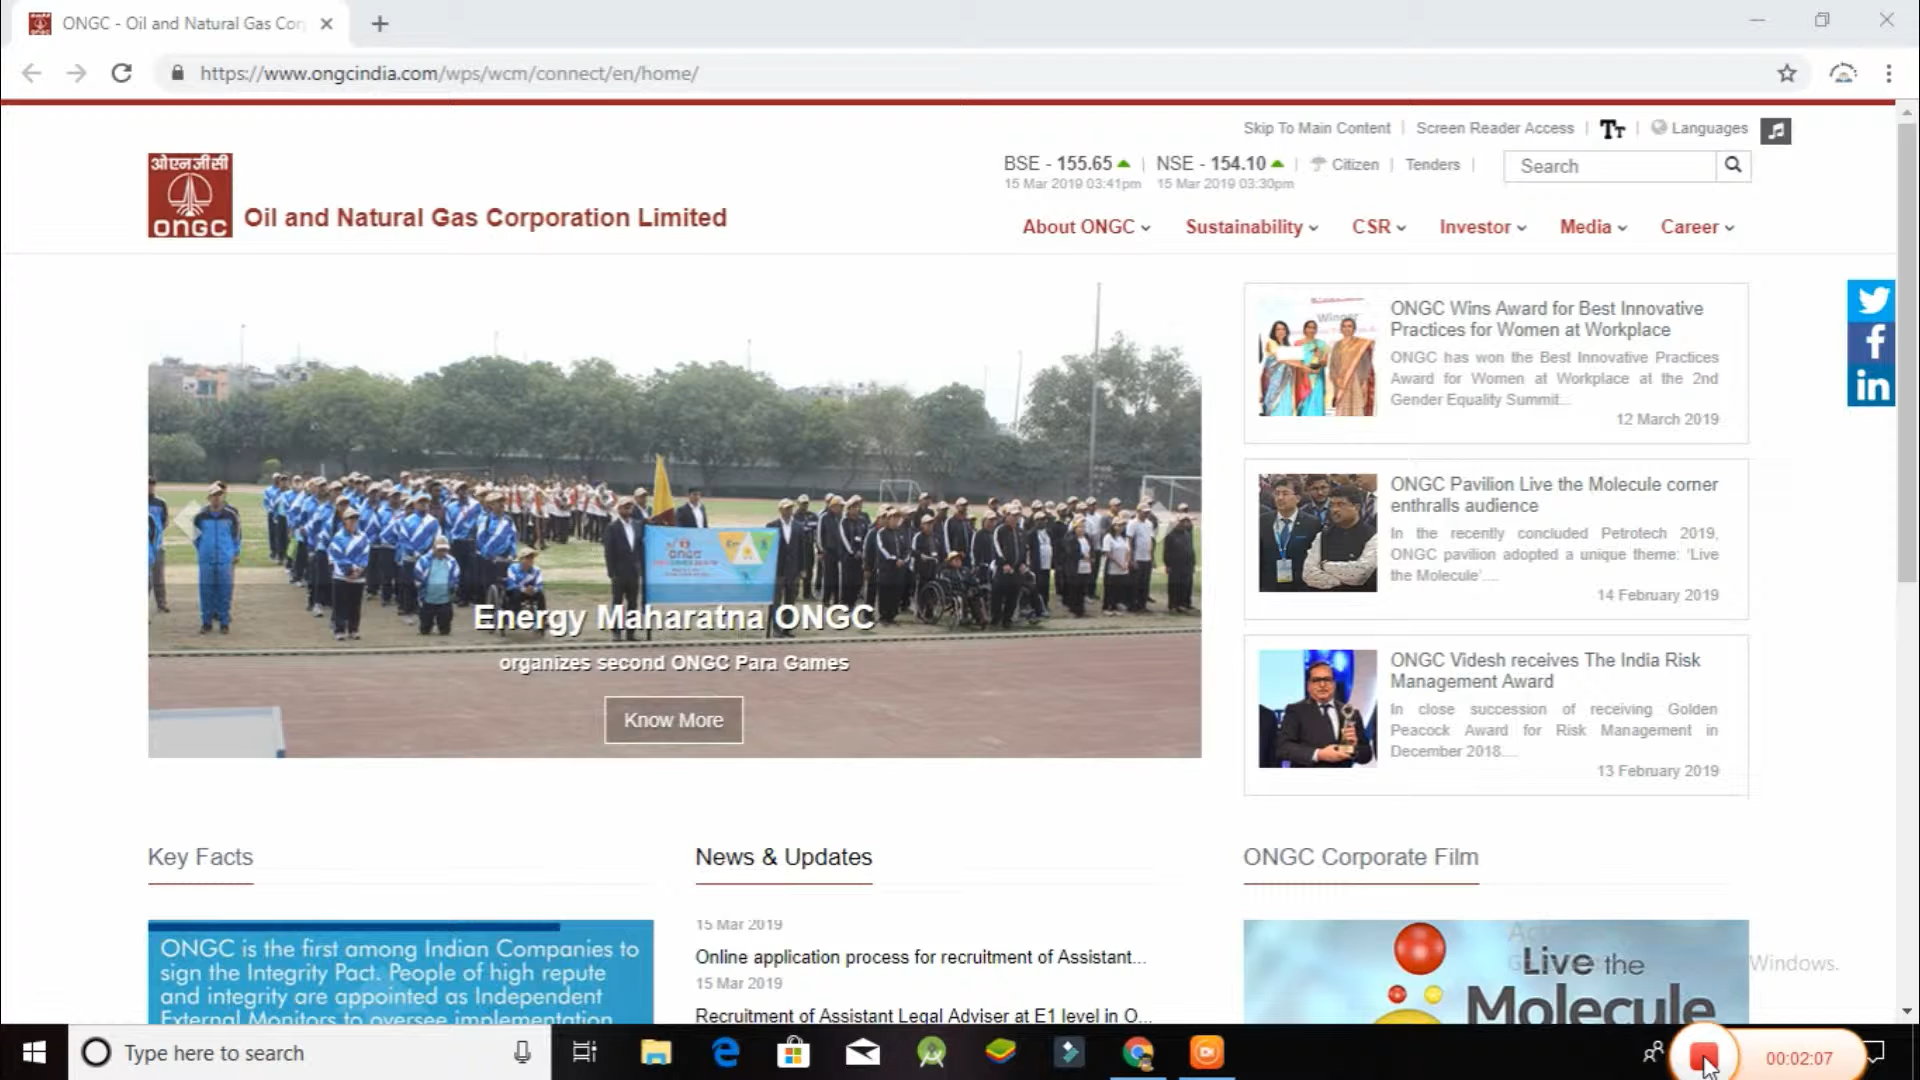 ONGC - Oil and Natural Gas Cor
https://www.ongcindia.com/wps/wcm/connect/en/home/
Skip To Main Content | Screen Reader Access | TT | Languages
BSE - 155.65 | NSE - 154.10 | Citizen | Tenders |
Search
15 Mar 2019 03:41pm 15 Mar 2019 03:30pm
ओएनजीसी
ONGC
Oil and Natural Gas Corporation Limited
About ONGC Sustainability CSR Investor Media Career
Energy Maharatna ONGC
organizes second ONGC Para Games
Know More
Winner
ONGC Wins Award for Best Innovative
Practices for Women at Workplace
ONGC has won the Best Innovative Practices
Award for Women at Workplace at the 2nd
Gender Equality Summit...
12 March 2019
ONGC Pavilion Live the Molecule corner
enthralls audience
In the recently concluded Petrotech 2019,
ONGC pavilion adopted a unique theme: ‘Live
the Molecule’....
14 February 2019
ONGC Videsh receives The India Risk
Management Award
In close succession of receiving Golden
Peacock Award for Risk Management in
December 2018....
13 February 2019
Key Facts
ONGC is the first among Indian Companies to
sign the Integrity Pact. People of high repute
and integrity are appointed as Independent
External Monitors to oversee implementation
News & Updates
15 Mar 2019
Online application process for recruitment of Assistant...
15 Mar 2019
Recruitment of Assistant Legal Adviser at E1 level in O...
ONGC Corporate Film
Live the
Molecule
Windows.
Type here to search
00:02:07